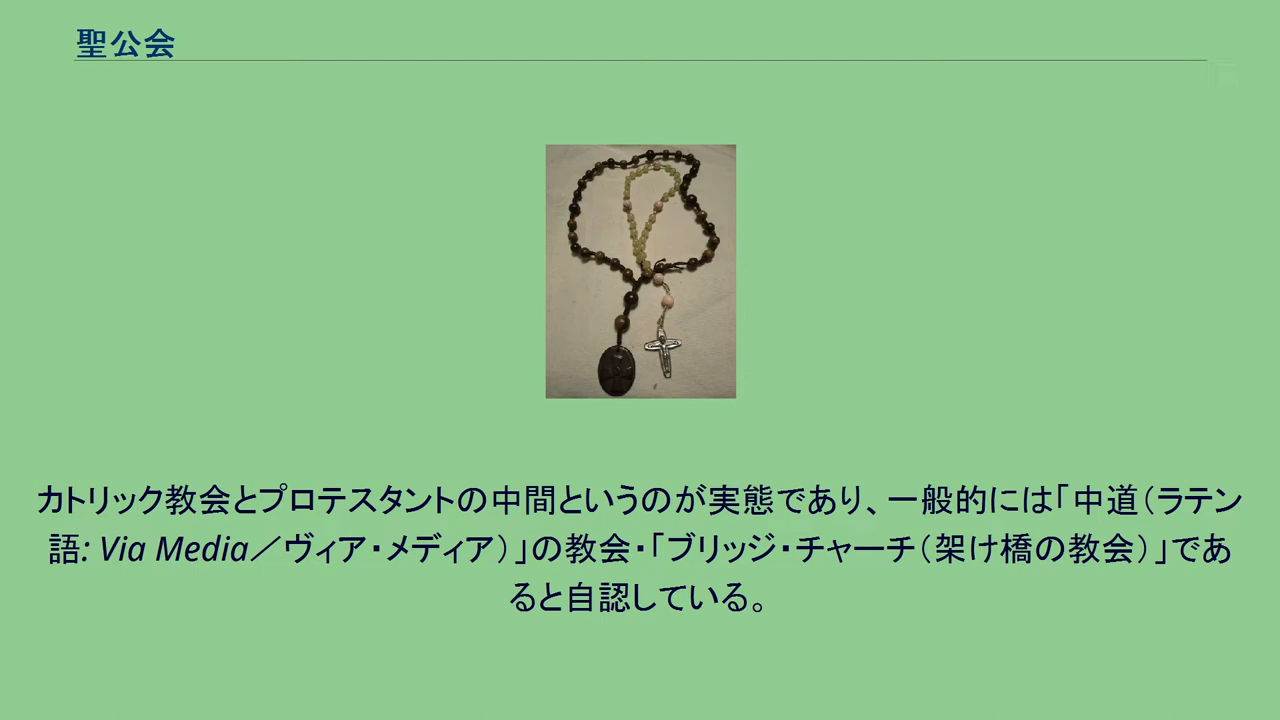 聖公会
カトリック教会とプロテスタントの中間というのが実態であり、一般的には「中道（ラテン
語: Via Media／ヴィア・メディア）」の教会・「ブリッジ・チャーチ（架け橋の教会）」であ
ると自認している。